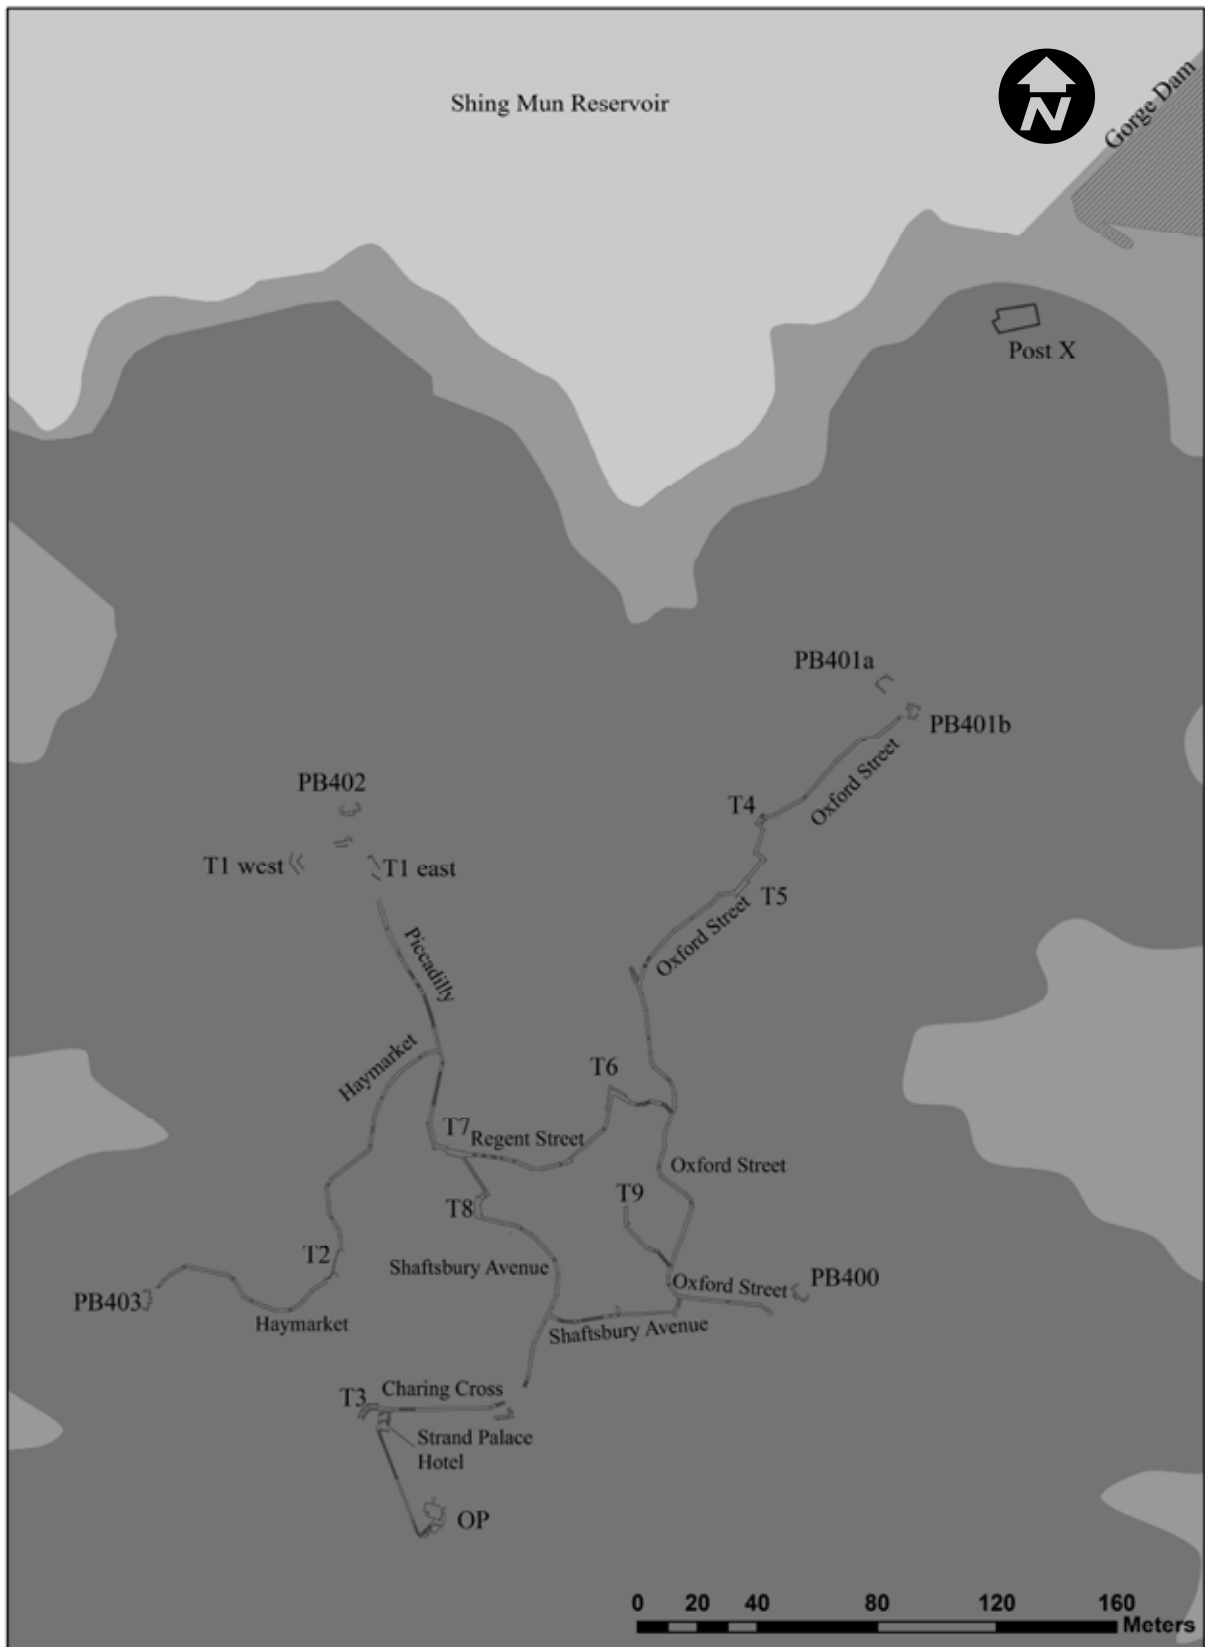 Shing Mun Reservoir
N
Gorge Dam
Post X
PB401a
PB401b
Oxford Street
PB402
T4
T1 west
T1 east
T5
Oxford Street
Piccadilly
Haymarket
T6
T7
Regent Street
Oxford Street
T9
T8
T2
Shaftsbury Avenue
Oxford Street
PB400
PB403
Haymarket
Shaftsbury Avenue
T3
Charing Cross
Strand Palace
Hotel
OP
0 20 40 80 120 160
Meters